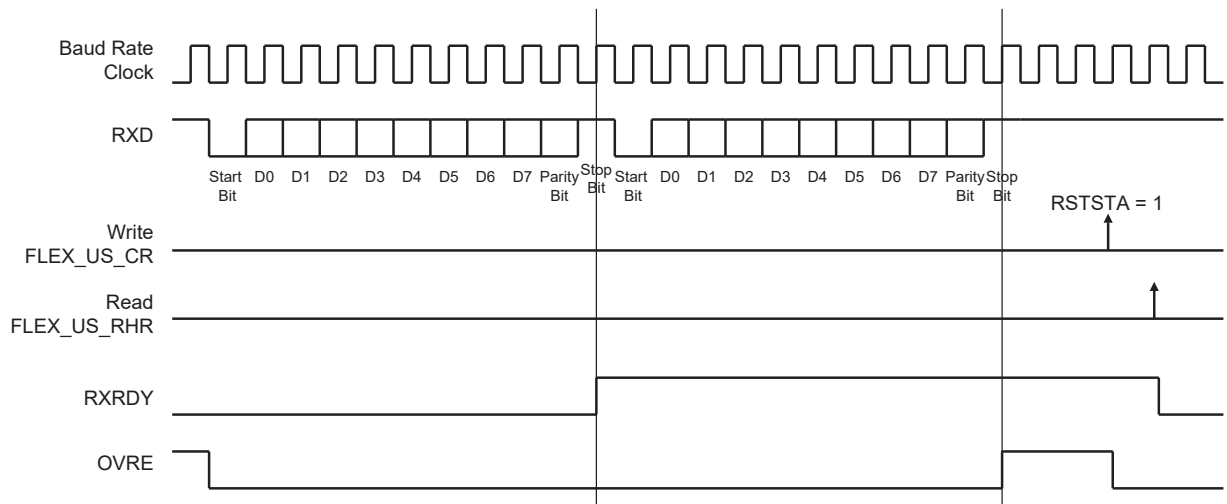 Baud Rate
Clock
RXD
Start
Bit
D0
D1
D2
D3
D4
D5
D6
D7
Parity
Bit
Stop
Bit
Start
Bit
D0
D1
D2
D3
D4
D5
D6
D7
Parity
Bit
Stop
Bit
RSTSTA = 1
Write
FLEX_US_CR
Read
FLEX_US_RHR
RXRDY
OVRE